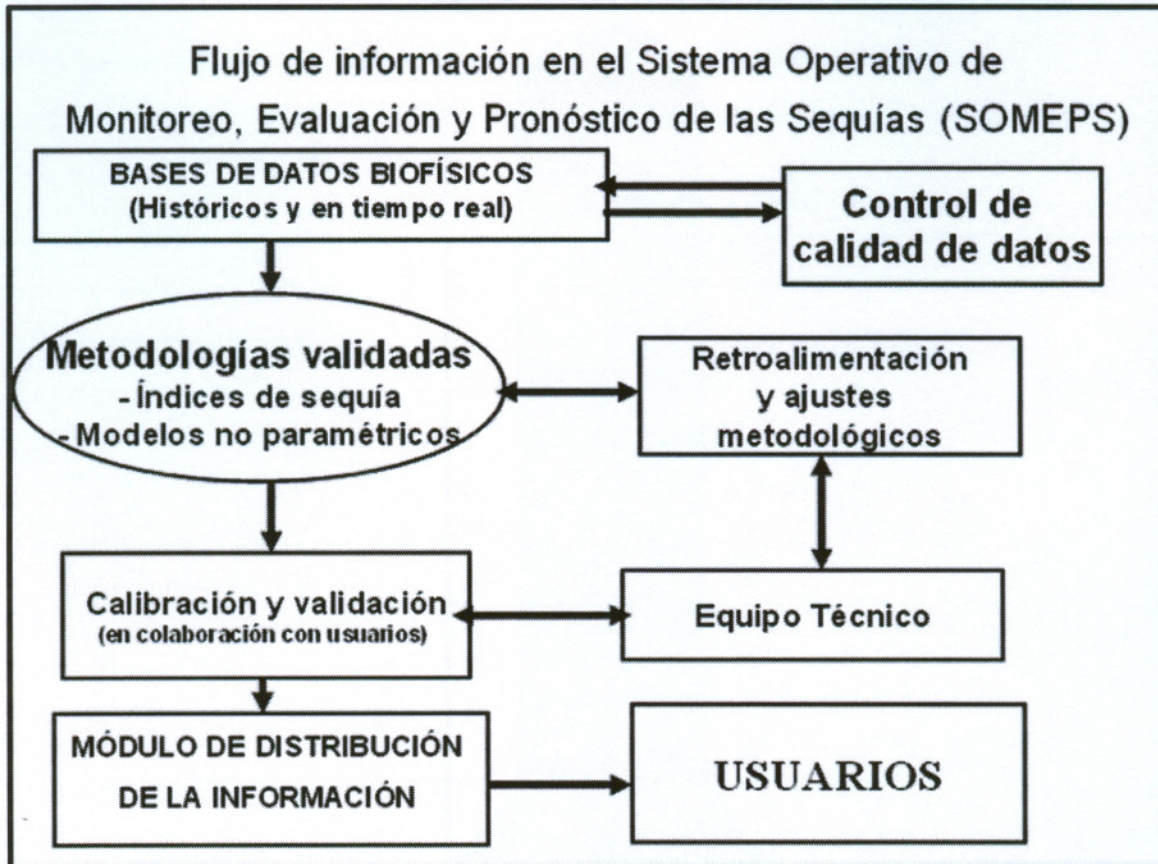 Flujo de información en el Sistema Operativo de
Monitoreo, Evaluación y Pronóstico de las Sequías (SOMEPS)
BASES DE DATOS BIOFÍSICOS
(Históricos y en tiempo real)
Control de
calidad de datos
Metodologías validadas
- Índices de sequía
- Modelos no paramétricos
Retroalimentación
y ajustes
metodológicos
Calibración y validación
(en colaboración con usuarios)
Equipo Técnico
MÓDULO DE DISTRIBUCIÓN
DE LA INFORMACIÓN
USUARIOS